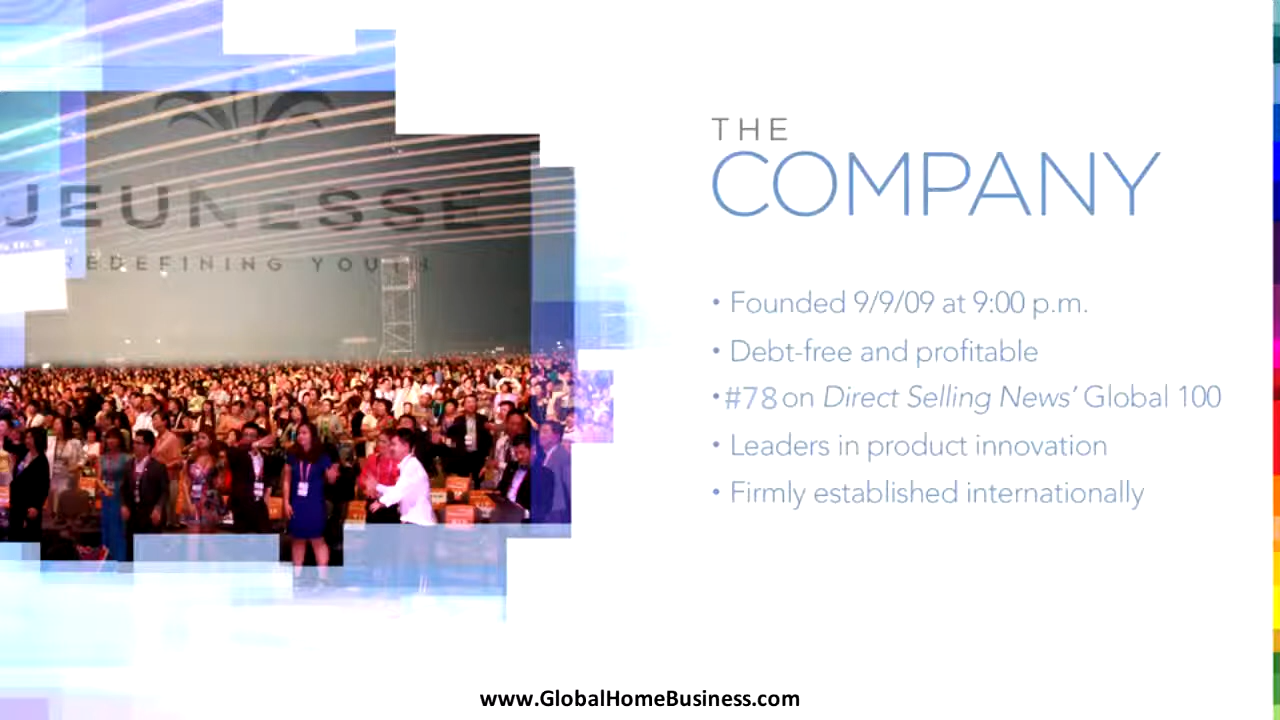 JEUNESSE
REDEFINING YOUTH
THE
COMPANY
• Founded 9/9/09 at 9:00 p.m.
• Debt-free and profitable
• #78 on Direct Selling News’ Global 100
• Leaders in product innovation
• Firmly established internationally
www.GlobalHomeBusiness.com